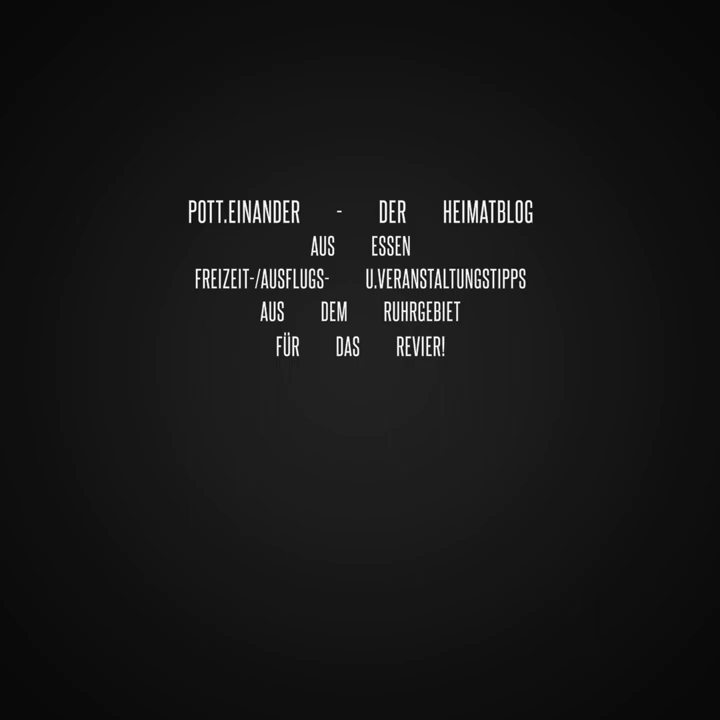 POTT.EINANDER - DER HEIMATBLOG
AUS ESSEN
FREIZEIT-/AUSFLUGS- U.VERANSTALTUNGSTIPPS
AUS DEM RUHRGEBIET
FÜR DAS REVIER!